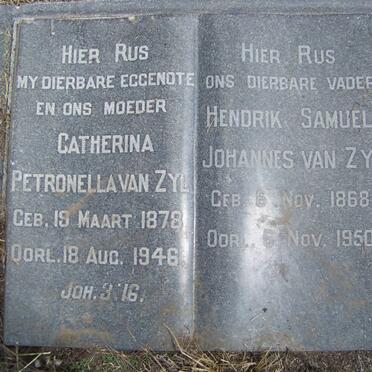 HIER RUS
MY DIERBARE EGGENOTE
EN ONS MOEDER
CATHERINA
PETRONELLA VAN ZYL
GEB. 19 MAART 1878
OORL. 18 AUG. 1946
JOH. 3:16.
HIER RUS
ONS DIERBARE VADER
HENDRIK SAMUEL
JOHANNES VAN ZY
GEB. 6 NOV. 1868
OORL. 6 NOV. 1950